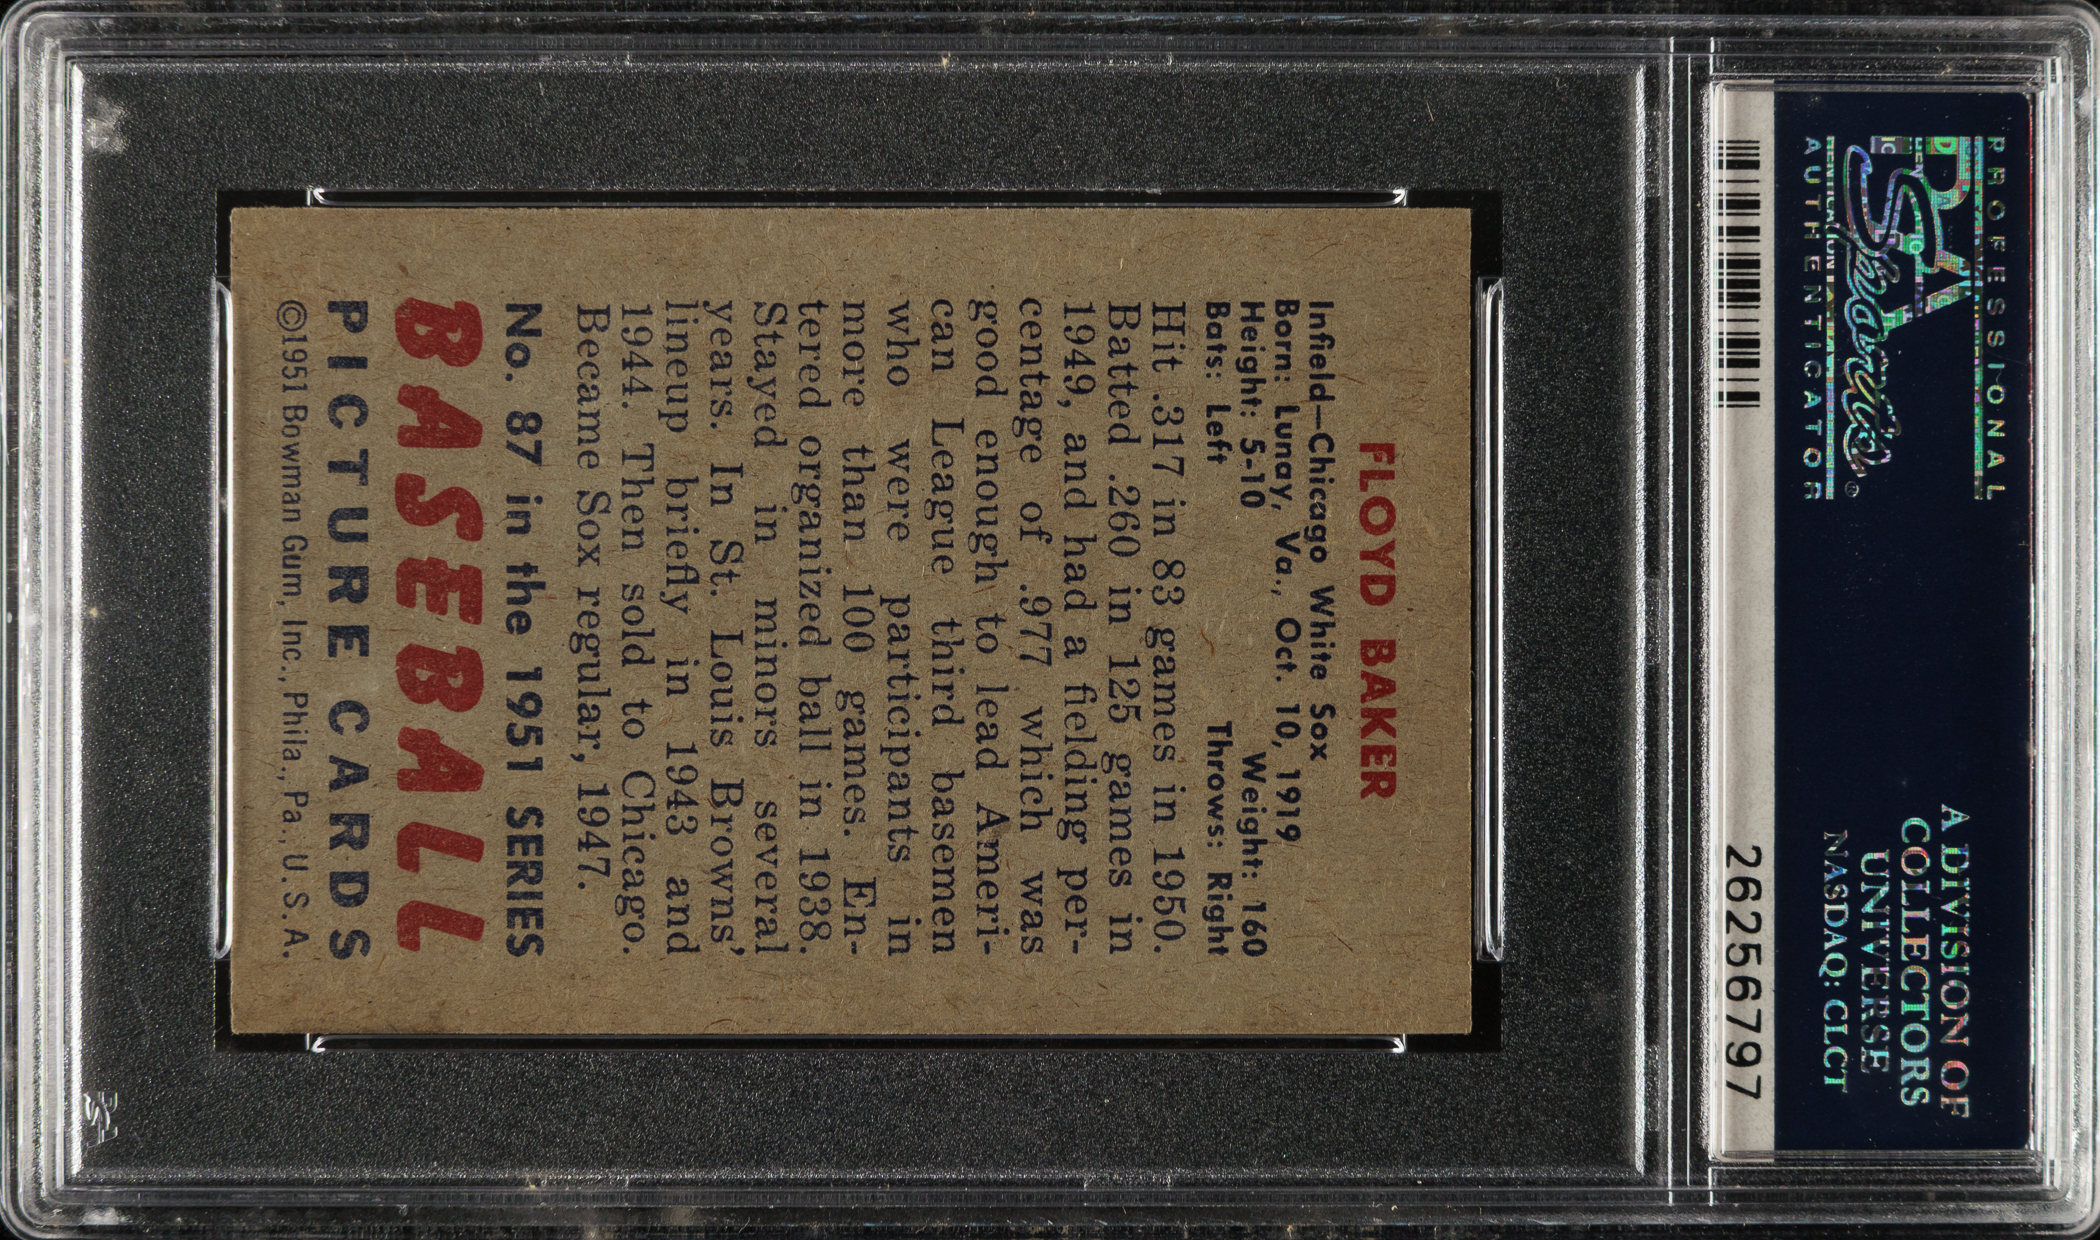 PROFESSIONAL
PSA
Sportsfan
AUTHENTICATOR
A DIVISION OF
COLLECTORS
UNIVERSE
NASDAQ: CLCT
26256797
FLOYD BAKER
Infield—Chicago White Sox
Born: Lunay, Va., Oct. 10, 1919
Height: 5-10 Weight: 160
Bats: Left Throws: Right
Hit .317 in 83 games in 1950.
Batted .260 in 125 games in
1949, and had a fielding per-
centage of .977 which was
good enough to lead Ameri-
can League third basemen
who were participants in
more than 100 games. En-
tered organized ball in 1938.
Stayed in minors several
years. In St. Louis Browns'
lineup briefly in 1943 and
1944. Then sold to Chicago.
Became Sox regular, 1947.
No. 87 in the 1951 SERIES
BASEBALL
PICTURE CARDS
©1951 Bowman Gum, Inc., Phila., Pa., U. S. A.